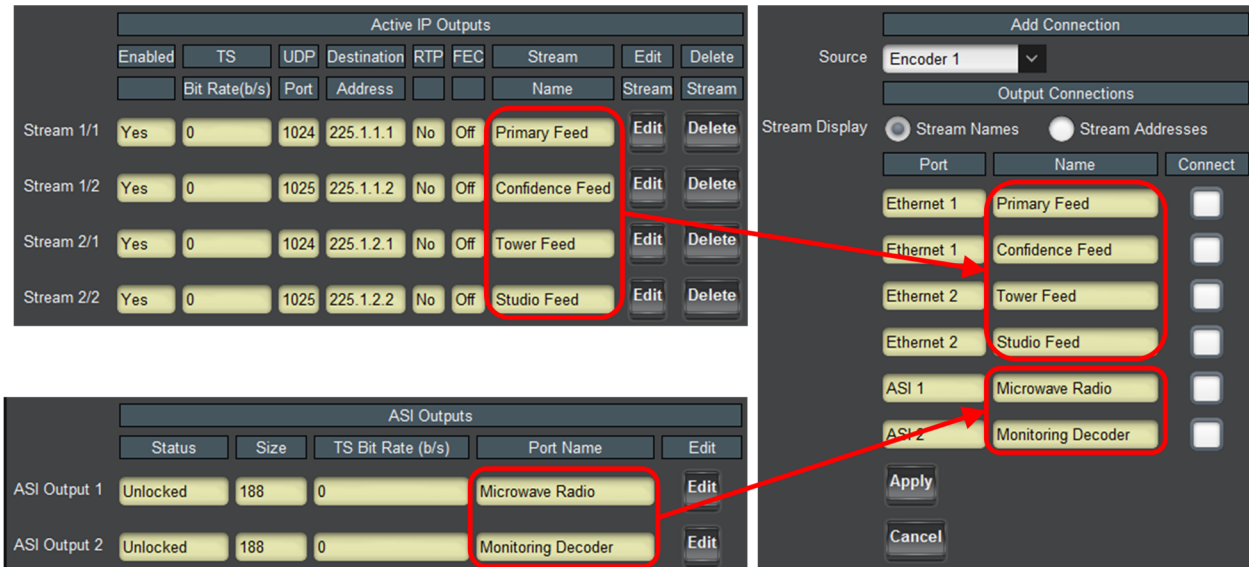 Active IP Outputs
Enabled TS UDP Destination RTP FEC Stream Edit Delete
Bit Rate(b/s) Port Address Name Stream Stream
Stream 1/1 Yes 0 1024 225.1.1.1 No Off Primary Feed Edit Delete
Stream 1/2 Yes 0 1025 225.1.1.2 No Off Confidence Feed Edit Delete
Stream 2/1 Yes 0 1024 225.1.2.1 No Off Tower Feed Edit Delete
Stream 2/2 Yes 0 1025 225.1.2.2 No Off Studio Feed Edit Delete
ASI Outputs
Status Size TS Bit Rate (b/s) Port Name Edit
ASI Output 1 Unlocked 188 0 Microwave Radio Edit
ASI Output 2 Unlocked 188 0 Monitoring Decoder Edit
Add Connection
Source Encoder 1
Output Connections
Stream Display Stream Names Stream Addresses
Port Name Connect
Ethernet 1 Primary Feed
Ethernet 1 Confidence Feed
Ethernet 2 Tower Feed
Ethernet 2 Studio Feed
ASI 1 Microwave Radio
ASI 2 Monitoring Decoder
Apply
Cancel